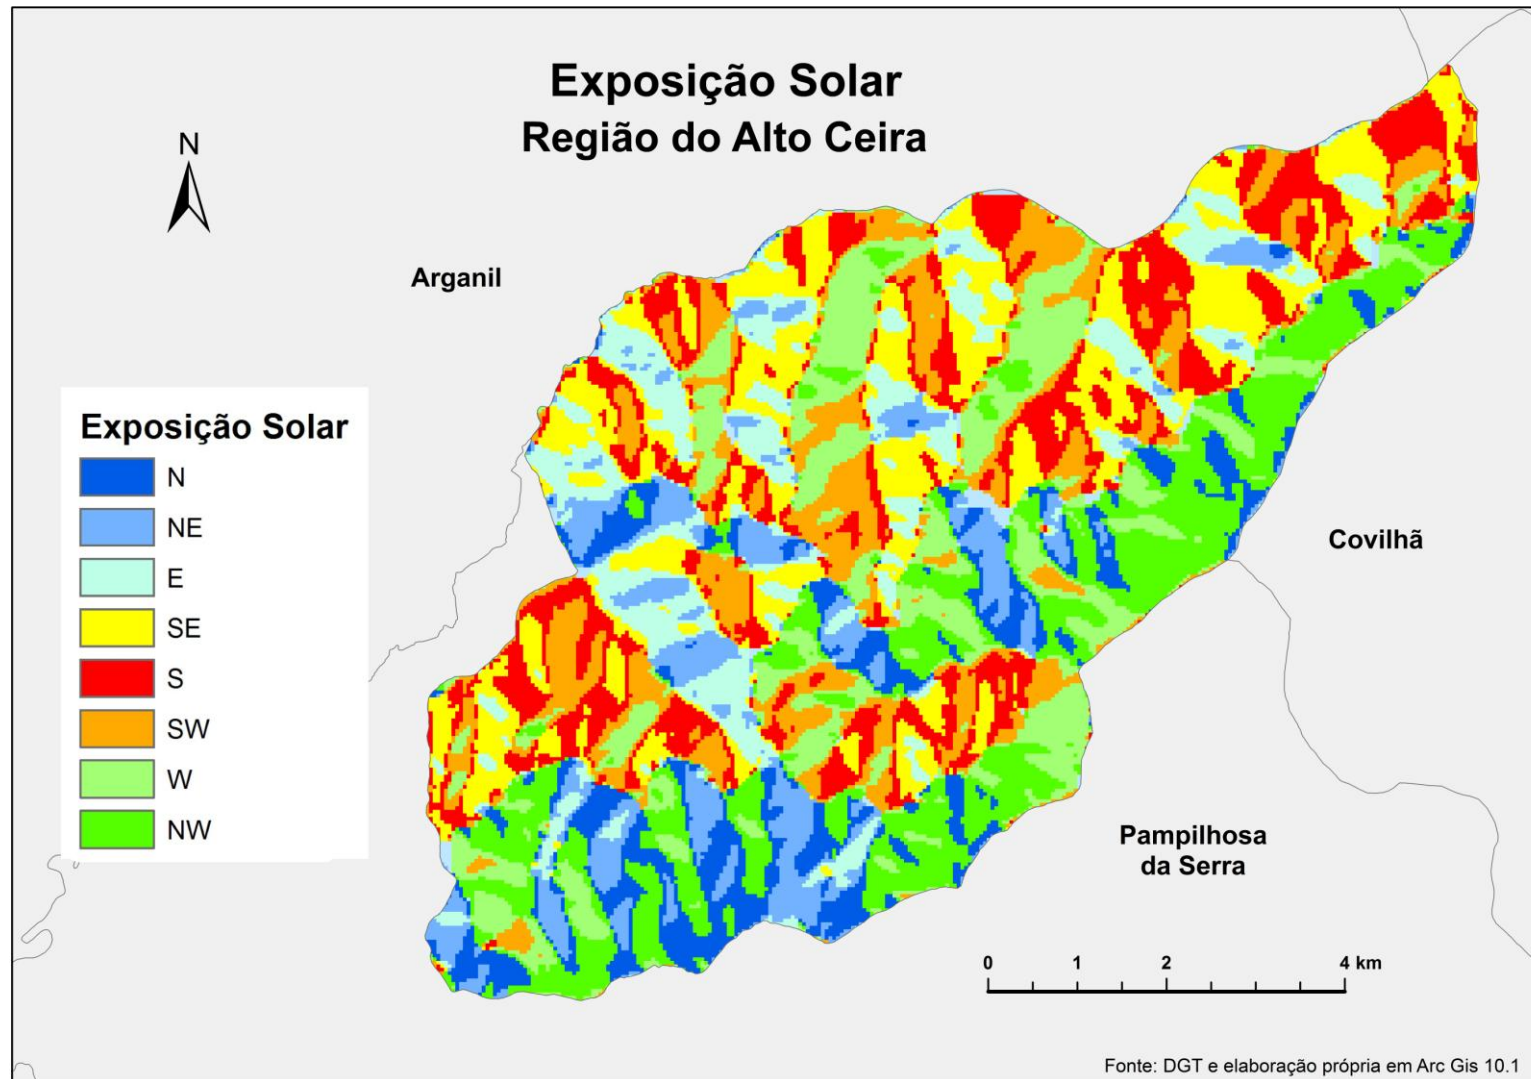 Exposição Solar
Região do Alto Ceira
N
Arganil
Exposição Solar
N
NE
E
SE
S
SW
W
NW
Covilhã
Pampilhosa
da Serra
0 1 2 4 km
Fonte: DGT e elaboração própria em Arc Gis 10.1